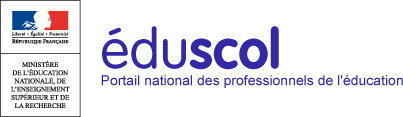 Liberté • Égalité • Fraternité
RÉPUBLIQUE FRANÇAISE
MINISTÈRE
DE L'ÉDUCATION
NATIONALE, DE
L'ENSEIGNEMENT
SUPÉRIEUR ET DE
LA RECHERCHE
éduscol
Portail national des professionnels de l'éducation